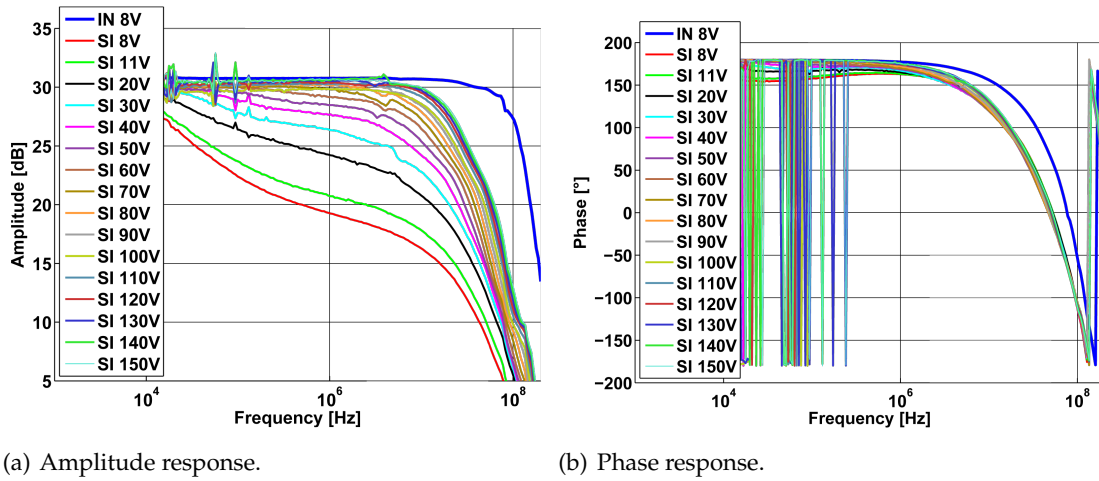 35
30
25
20
15
10
5
Amplitude [dB]
IN 8V
SI 8V
SI 11V
SI 20V
SI 30V
SI 40V
SI 50V
SI 60V
SI 70V
SI 80V
SI 90V
SI 100V
SI 110V
SI 120V
SI 130V
SI 140V
SI 150V
10^4
10^6
10^8
Frequency [Hz]
(a) Amplitude response.
200
150
100
50
0
−50
−100
−150
−200
Phase [°]
IN 8V
SI 8V
SI 11V
SI 20V
SI 30V
SI 40V
SI 50V
SI 60V
SI 70V
SI 80V
SI 90V
SI 100V
SI 110V
SI 120V
SI 130V
SI 140V
SI 150V
10^4
10^6
10^8
Frequency [Hz]
(b) Phase response.